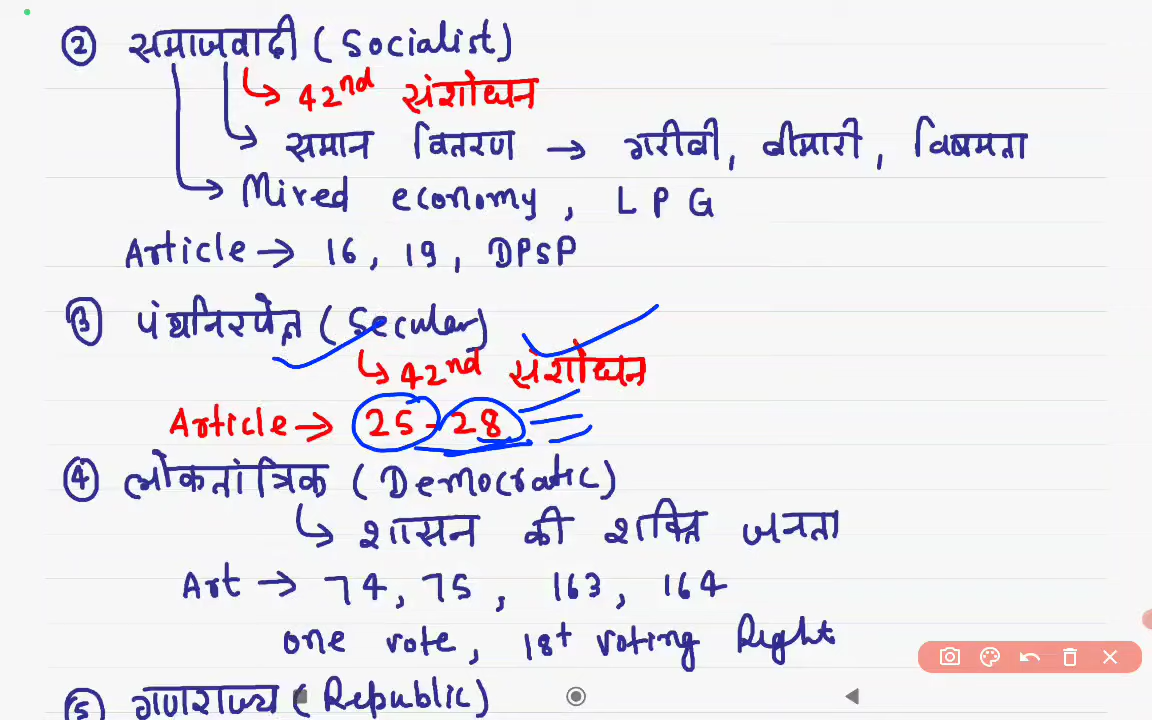 ② समाजवादी (Socialist)
↳ 42nd संशोधन
↳ समान वितरण → गरीबी, बीमारी, विषमता
↳ Mixed economy, LPG
Article → 16, 19, DPSP
③ पंथनिरपेक्ष (Secular)
↳ 42nd संशोधन
Article → 25-28
④ लोकतांत्रिक (Democratic)
↳ शासन की शक्ति जनता
Art → 74, 75, 163, 164
one vote, 18+ voting Right
⑤ गणराज्य (Republic)